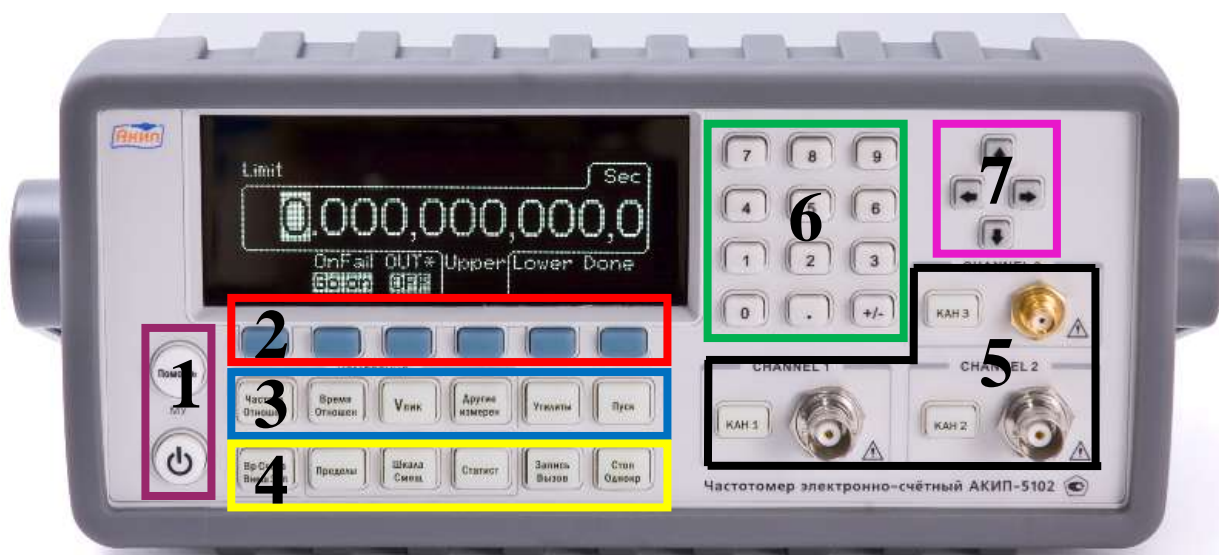 Акип
Limit
Sec
0.000,000,000,0
OnFail OUT* Upper Lower Done
Go on OFF
7 8 9
4 5 6
1 2 3
0 . +/-
6
7
КАН 3
CHANNEL 1
CHANNEL 2
КАН 1
КАН 2
5
2
1
3
Время
Отношен
Vпик
Другие
измерен
Утилиты
Пуск
4
Пределы
Шкала
Смещ
Статист
Запись
Вызов
Стоп
Однокр
Частотомер электронно-счётный АКИП-5102